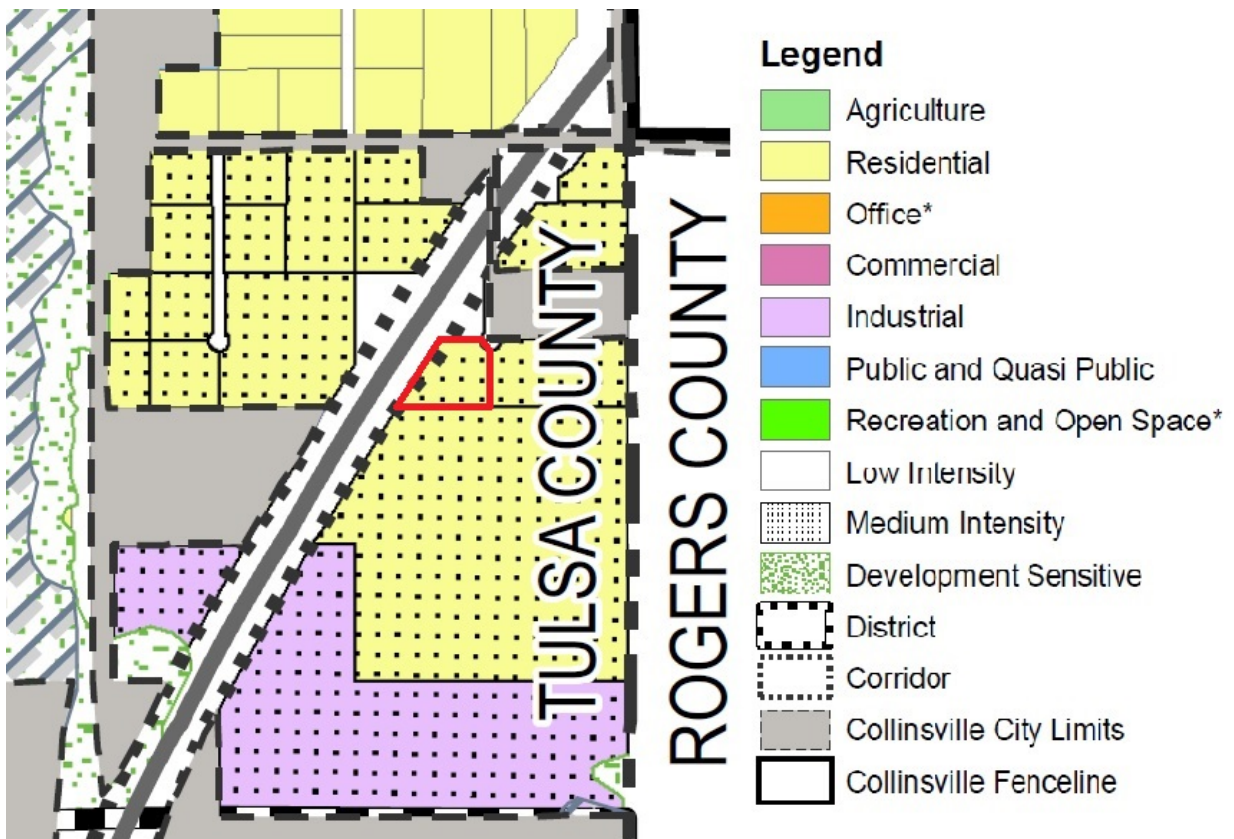 TULSA COUNTY
ROGERS COUNTY
Legend
Agriculture
Residential
Office*
Commercial
Industrial
Public and Quasi Public
Recreation and Open Space*
Low Intensity
Medium Intensity
Development Sensitive
District
Corridor
Collinsville City Limits
Collinsville Fenceline